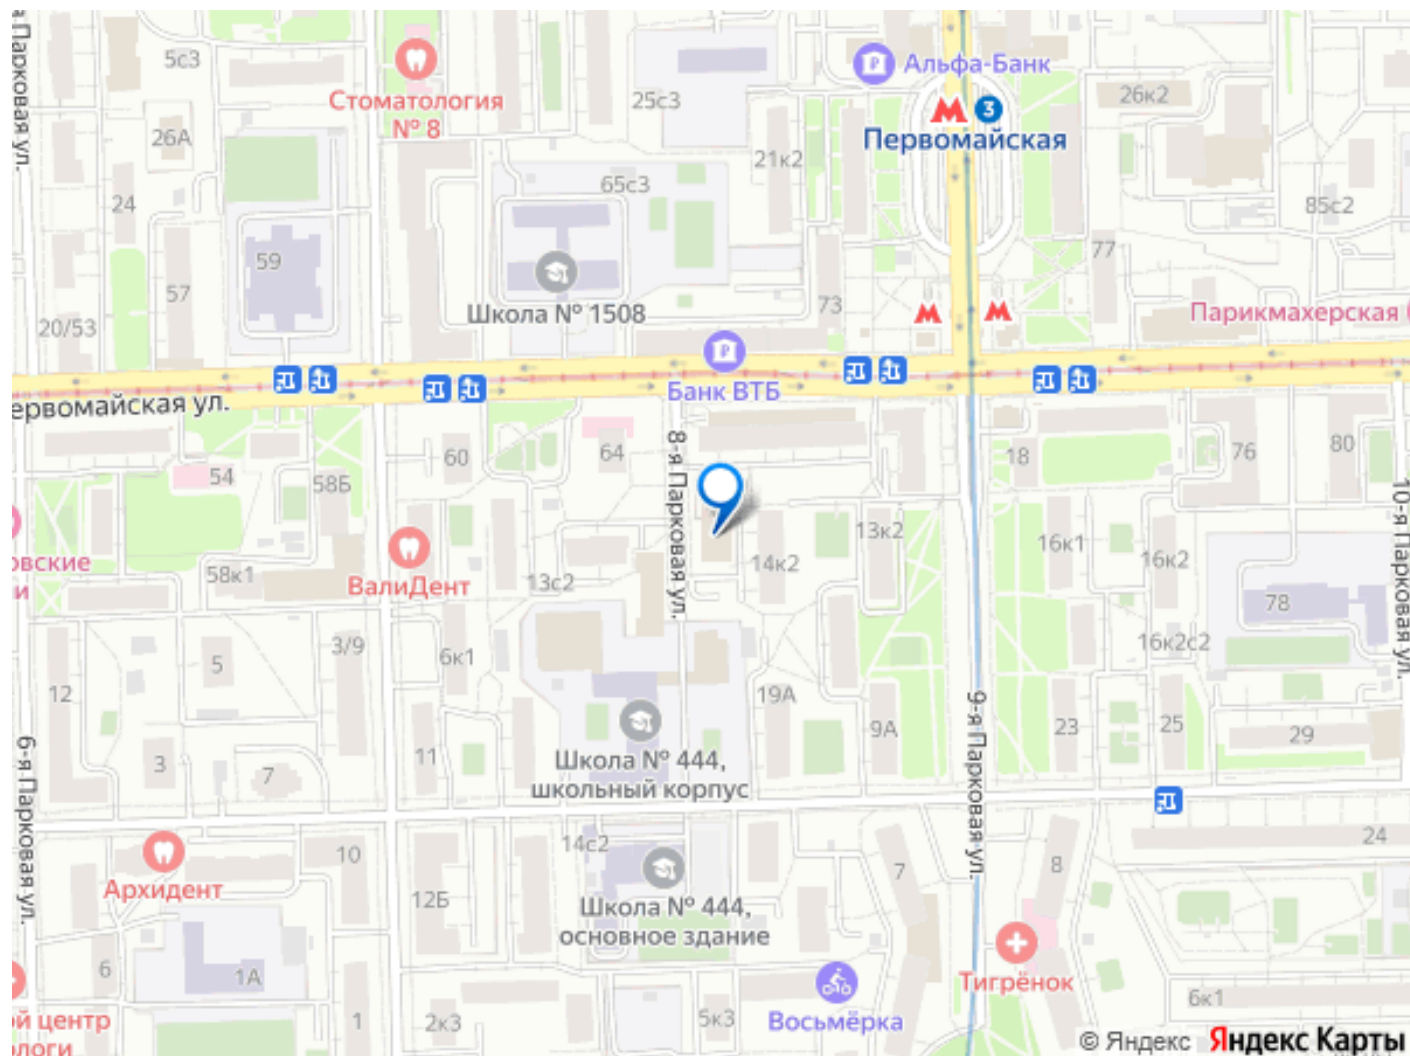 5с3
Стоматология
№ 8
25с3
Альфа-Банк
3
Первомайская
26к2
26А
21к2
65с3
24
85с2
59
57
77
20/53
Школа № 1508
73
Парикмахерская
Банк ВТБ
ервомайская ул.
8-я Парковая ул.
60
64
18
76
80
54
58Б
10-я Парковая ул.
13к2
16к1
16к2
овские
и
58к1
ВалиДент
13с2
14к2
78
5
3/9
6к1
16к2с2
12
19А
9-я Парковая ул.
9А
23
25
29
6-я Парковая ул.
3
7
11
Школа № 444,
школьный корпус
14с2
24
10
7
8
Архидент
12Б
Школа № 444,
основное здание
6
1А
Тигрёнок
6к1
й центр
ологи
1
2к3
5к3
Восьмёрка
© Яндекс Яндекс Карты
я Парковая ул.